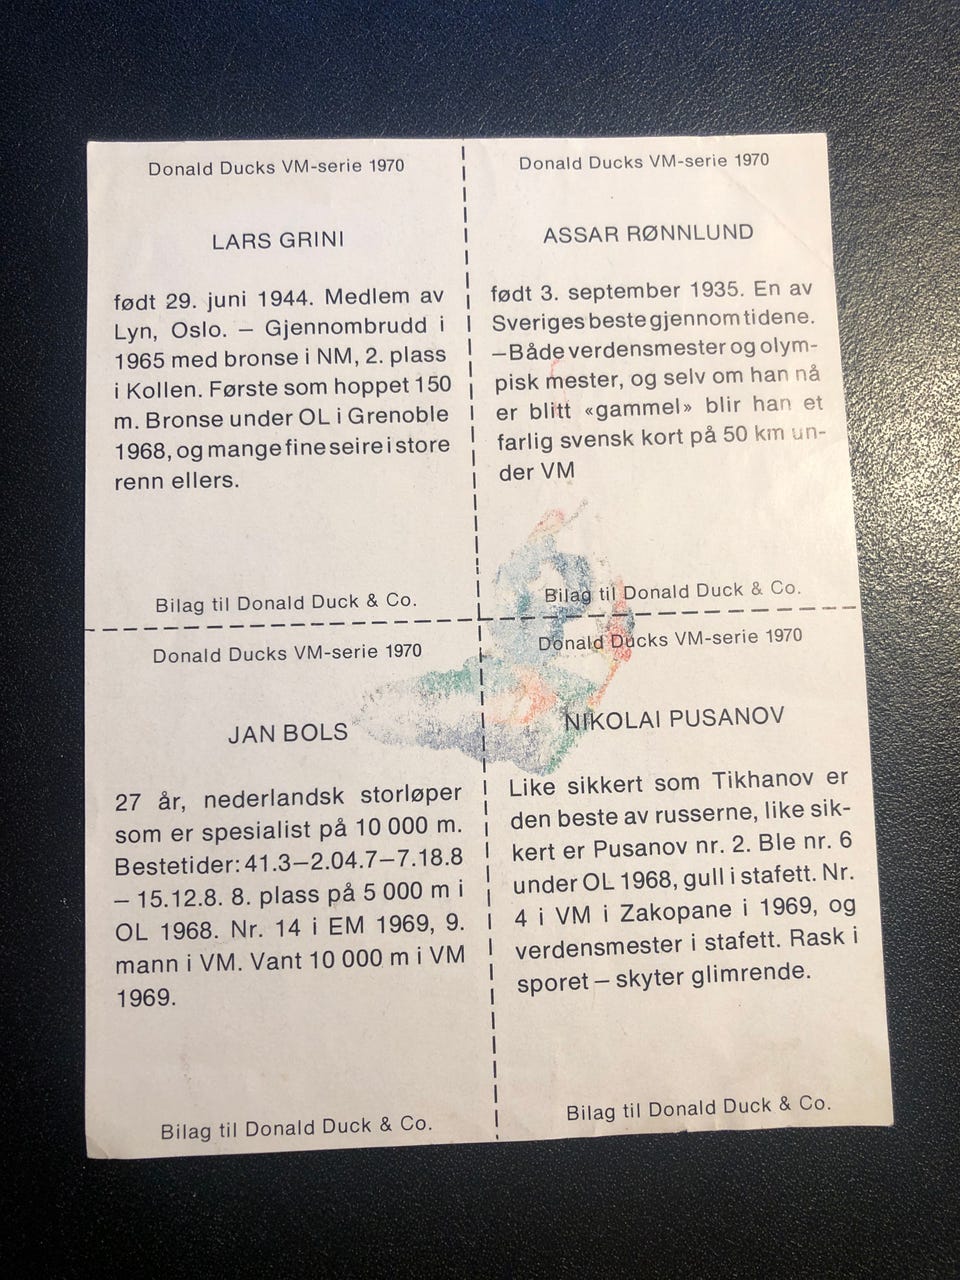 Donald Ducks VM-serie 1970
LARS GRINI
født 29. juni 1944. Medlem av
Lyn, Oslo. – Gjennombrudd i
1965 med bronse i NM, 2. plass
i Kollen. Første som hoppet 150
m. Bronse under OL i Grenoble
1968, og mange fine seire i store
renn ellers.
Bilag til Donald Duck & Co.
Donald Ducks VM-serie 1970
ASSAR RØNNLUND
født 3. september 1935. En av
Sveriges beste gjennom tidene.
–Både verdensmester og olym-
pisk mester, og selv om han nå
er blitt «gammel» blir han et
farlig svensk kort på 50 km un-
der VM
Bilag til Donald Duck & Co.
Donald Ducks VM-serie 1970
JAN BOLS
27 år, nederlandsk storløper
som er spesialist på 10 000 m.
Bestetider: 41.3–2.04.7–7.18.8
– 15.12.8. 8. plass på 5 000 m i
OL 1968. Nr. 14 i EM 1969, 9.
mann i VM. Vant 10 000 m i VM
1969.
Bilag til Donald Duck & Co.
Donald Ducks VM-serie 1970
NIKOLAI PUSANOV
Like sikkert som Tikhanov er
den beste av russerne, like sik-
kert er Pusanov nr. 2. Ble nr. 6
under OL 1968, gull i stafett. Nr.
4 i VM i Zakopane i 1969, og
verdensmester i stafett. Rask i
sporet – skyter glimrende.
Bilag til Donald Duck & Co.